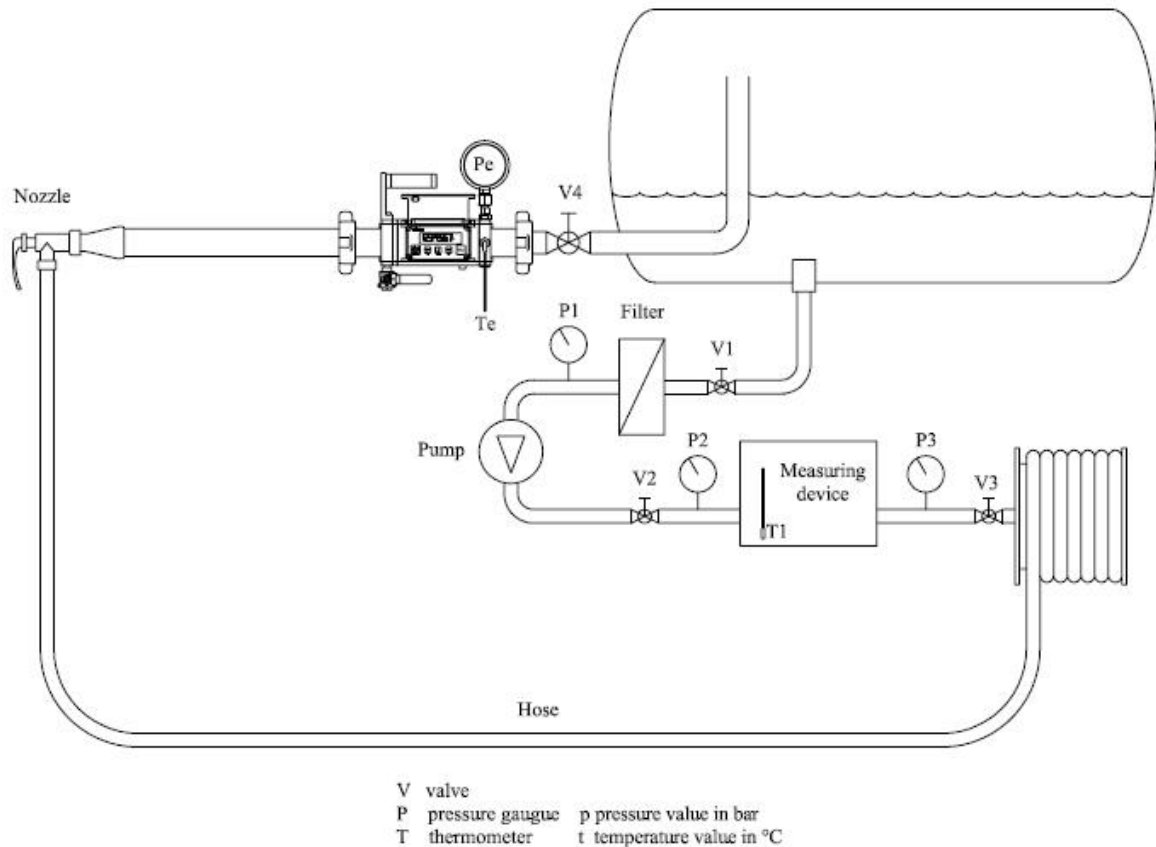 Pe
V4
Nozzle
Te
P1
Filter
V1
Pump
P2
Measuring
device
P3
V2
V3
T1
Hose
V valve
P pressure gaugue p pressure value in bar
T thermometer t temperature value in °C